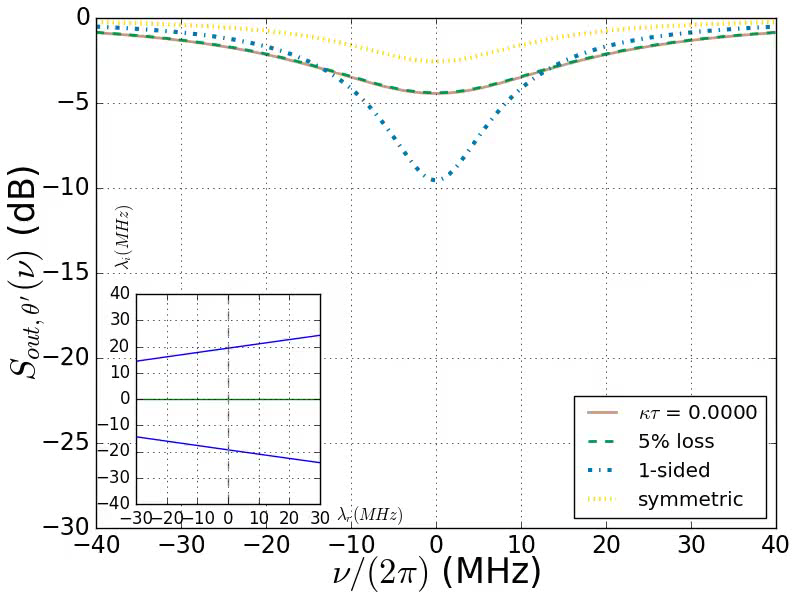 0
−5
−10
−15
−20
−25
−30
S_{out, θ'}(ν) (dB)
λ_i(MHz)
40
30
20
10
0
−10
−20
−30
−40
−30 −20 −10 0 10 20 30
λ_r(MHz)
κτ = 0.0000
5% loss
1-sided
symmetric
−40 −30 −20 −10 0 10 20 30 40
ν/(2π) (MHz)